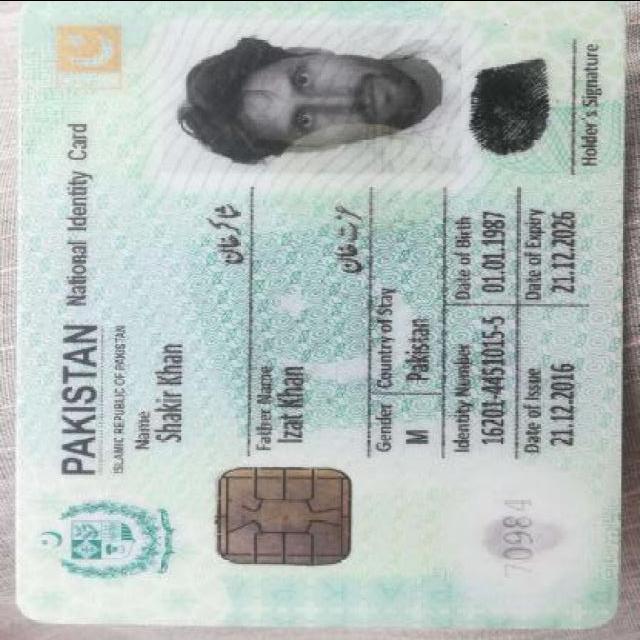 PAKISTAN National Identity Card
ISLAMIC REPUBLIC OF PAKISTAN
Name
Shakir Khan
شاکر خان
Father Name
Izat Khan
عزت خان
Gender Country of Stay
M Pakistan
Identity Number Date of Birth
16201-4451015-5 01.01.1987
Date of Issue Date of Expiry
21.12.2016 21.12.2026
Holder's Signature
70984